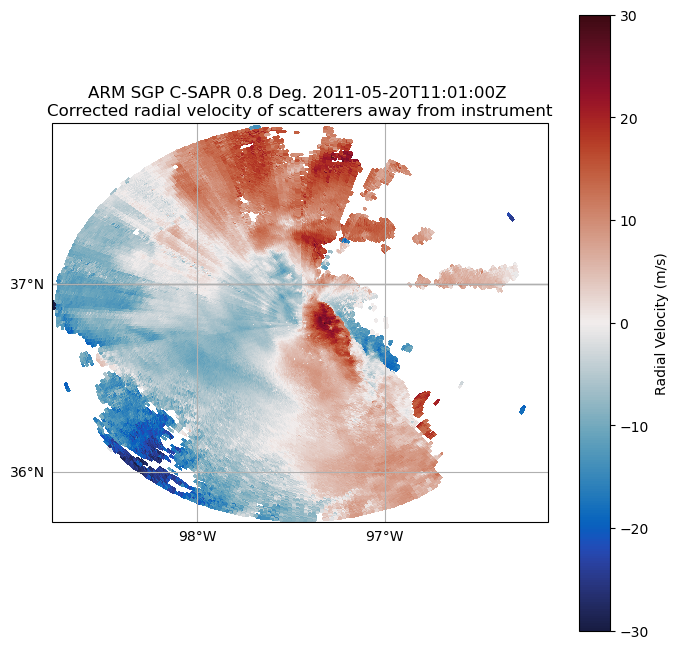 ARM SGP C-SAPR 0.8 Deg. 2011-05-20T11:01:00Z
Corrected radial velocity of scatterers away from instrument
37°N
36°N
98°W
97°W
30
20
10
0
−10
−20
−30
Radial Velocity (m/s)